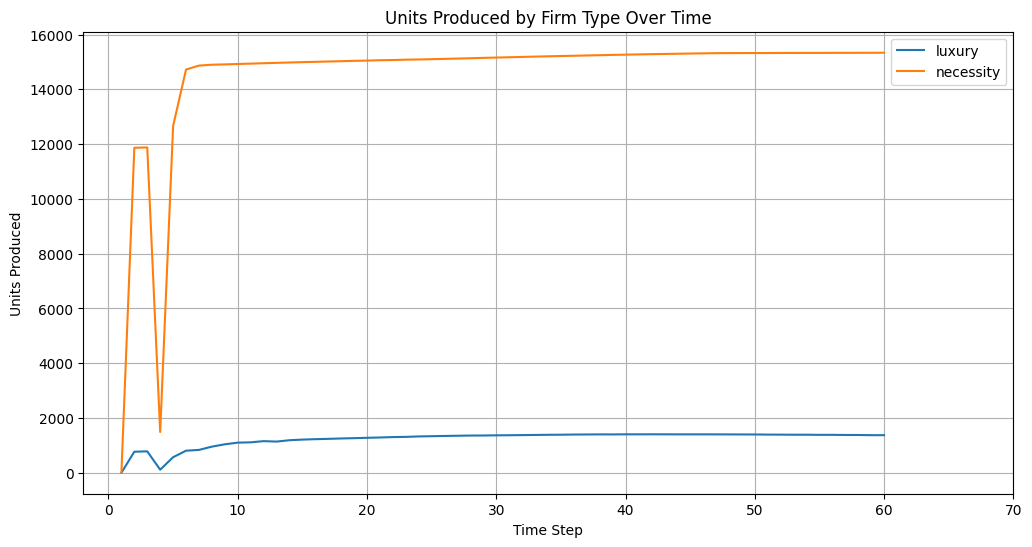 Units Produced by Firm Type Over Time
16000
14000
12000
10000
8000
6000
4000
2000
0
Units Produced
luxury
necessity
0 10 20 30 40 50 60 70
Time Step